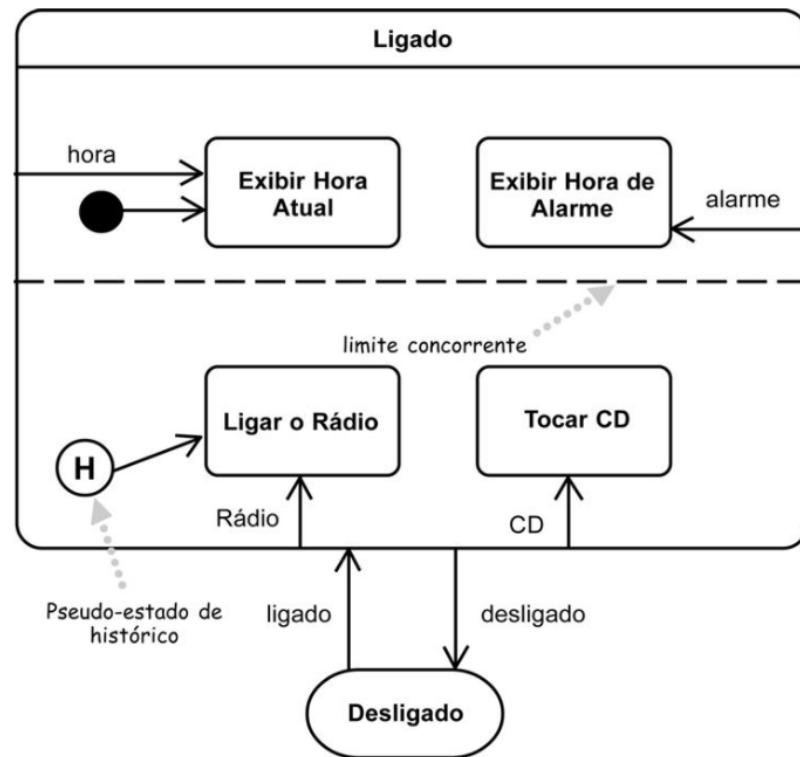 Ligado
hora
Exibir Hora
Atual
Exibir Hora de
Alarme
alarme
limite concorrente
Ligar o Rádio
Tocar CD
H
Rádio
CD
Pseudo-estado de
histórico
ligado
desligado
Desligado